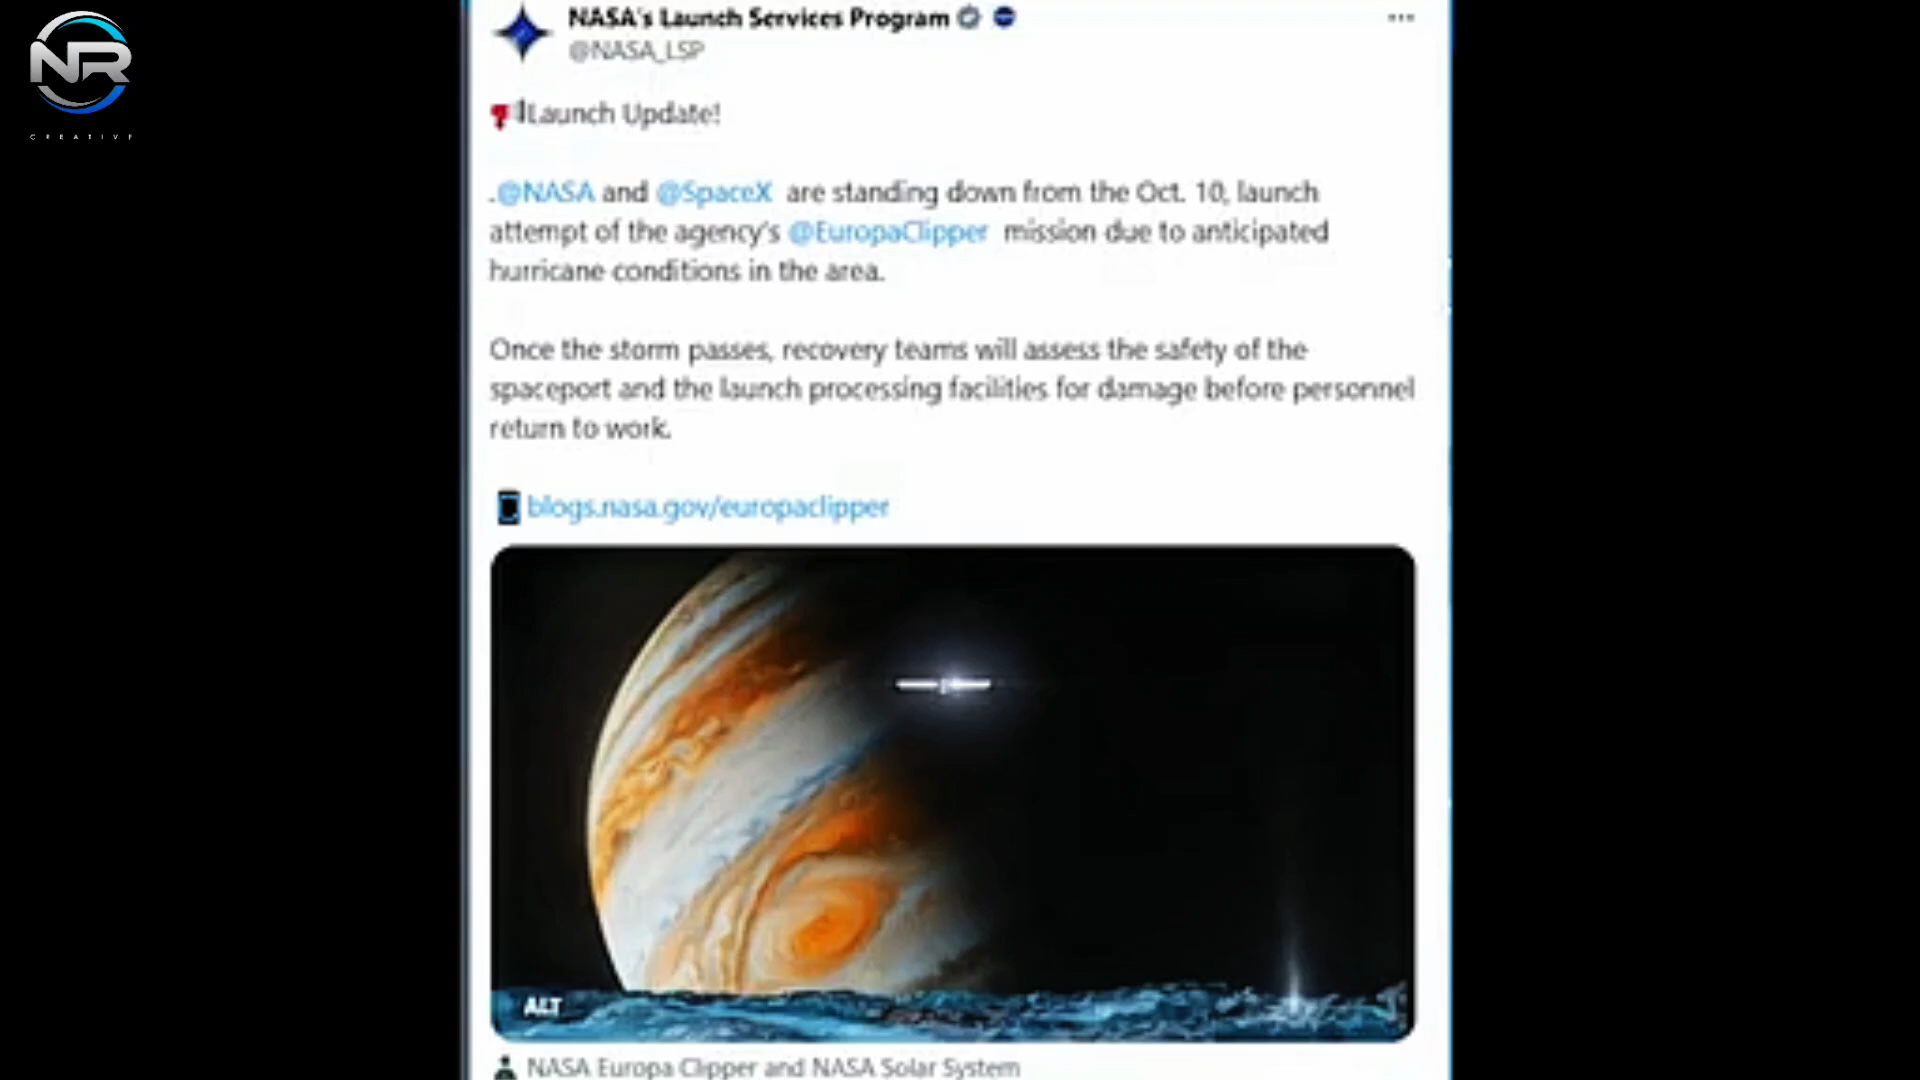 NR
CREATIVE
NASA's Launch Services Program
@NASA_LSP
Launch Update!
.@NASA and @SpaceX are standing down from the Oct. 10, launch
attempt of the agency's @EuropaClipper mission due to anticipated
hurricane conditions in the area.
Once the storm passes, recovery teams will assess the safety of the
spaceport and the launch processing facilities for damage before personnel
return to work.
blogs.nasa.gov/europaclipper
ALT
NASA Europa Clipper and NASA Solar System